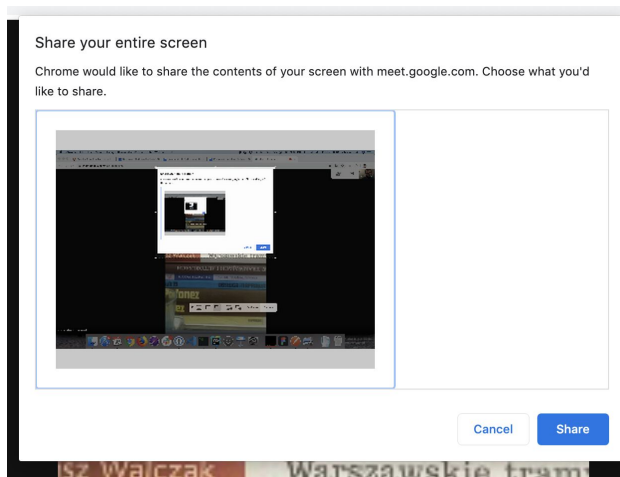 Share your entire screen
Chrome would like to share the contents of your screen with meet.google.com. Choose what you'd
like to share.
Cancel
Share
sz Walczak
Warszawskie tramw